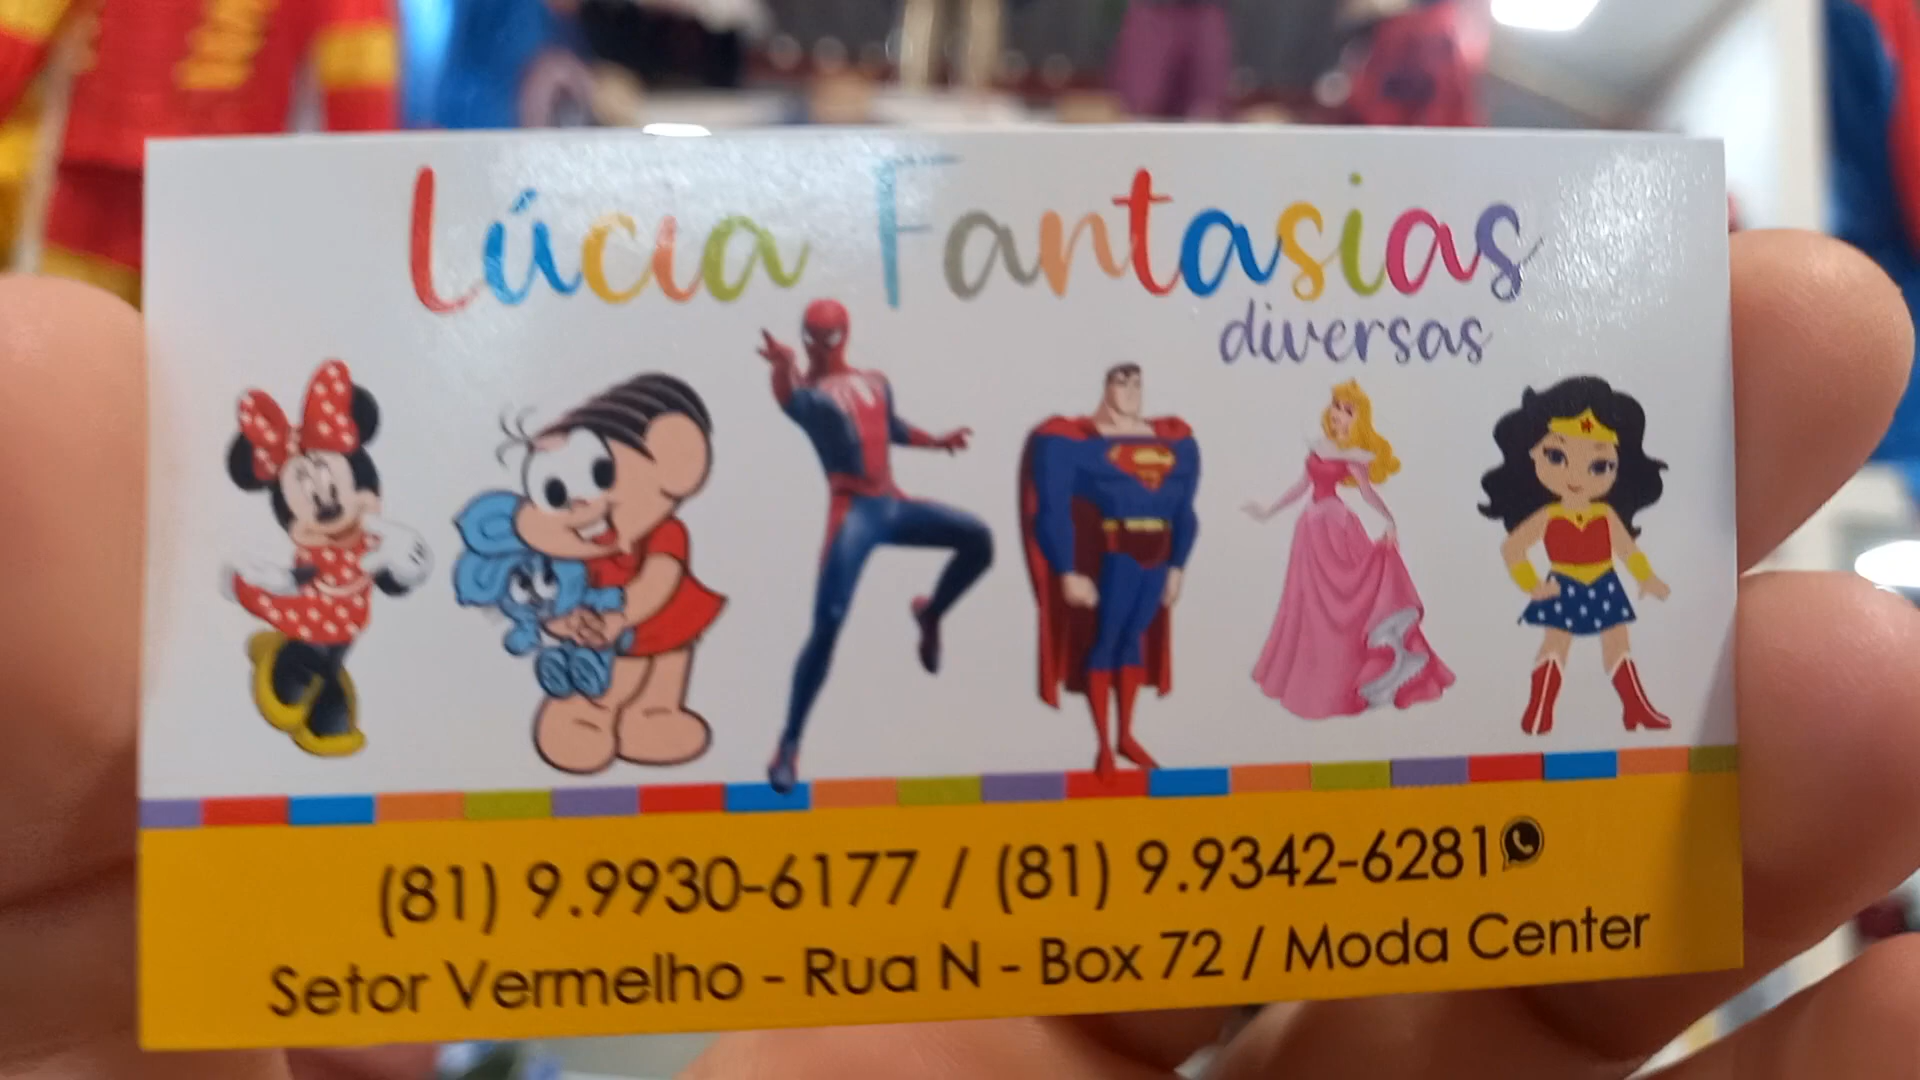 Lúcia Fantasias
diversas
(81) 9.9930-6177 / (81) 9.9342-6281
Setor Vermelho - Rua N - Box 72 / Moda Center